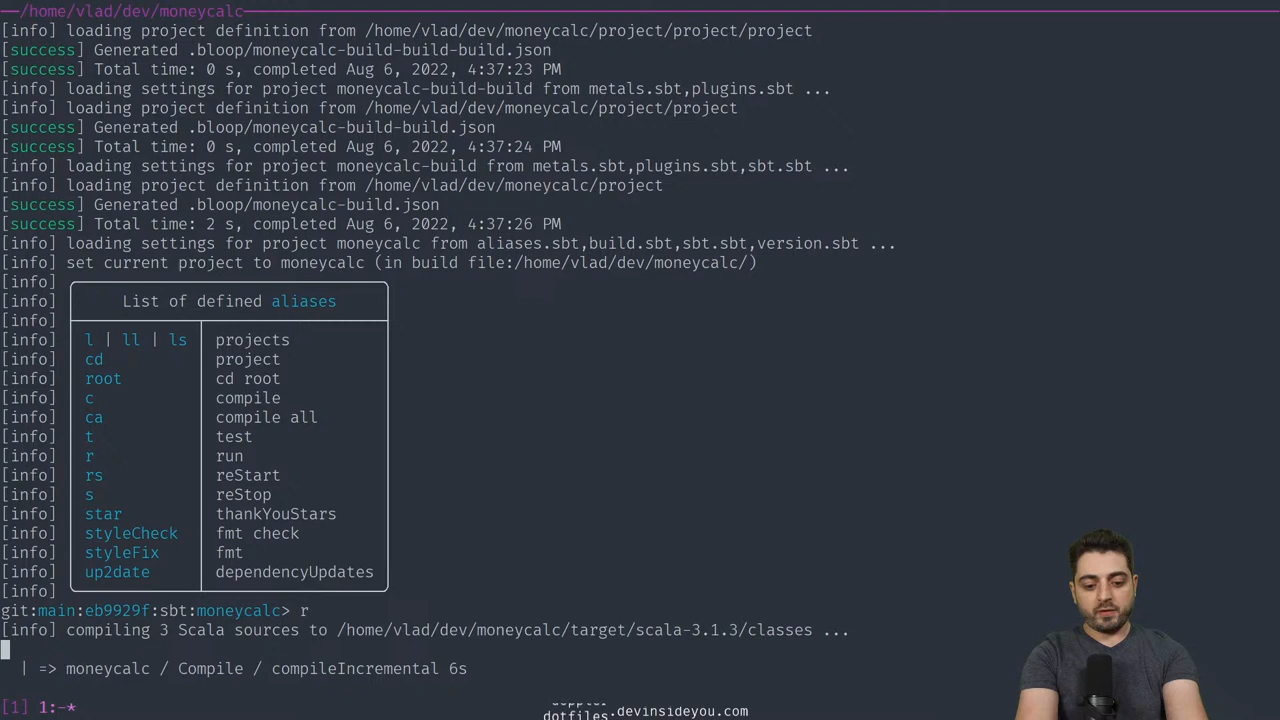 /home/vlad/dev/moneycalc
[info] loading project definition from /home/vlad/dev/moneycalc/project/project/project
[success] Generated .bloop/moneycalc-build-build-build.json
[success] Total time: 0 s, completed Aug 6, 2022, 4:37:23 PM
[info] loading settings for project moneycalc-build-build from metals.sbt,plugins.sbt ...
[info] loading project definition from /home/vlad/dev/moneycalc/project/project
[success] Generated .bloop/moneycalc-build-build.json
[success] Total time: 0 s, completed Aug 6, 2022, 4:37:24 PM
[info] loading settings for project moneycalc-build from metals.sbt,plugins.sbt,sbt.sbt ...
[info] loading project definition from /home/vlad/dev/moneycalc/project
[success] Generated .bloop/moneycalc-build.json
[success] Total time: 2 s, completed Aug 6, 2022, 4:37:26 PM
[info] loading settings for project moneycalc from aliases.sbt,build.sbt,sbt.sbt,version.sbt ...
[info] set current project to moneycalc (in build file:/home/vlad/dev/moneycalc/)
[info]
[info] List of defined aliases
[info]
[info] l | ll | ls projects
[info] cd project
[info] root cd root
[info] c compile
[info] ca compile all
[info] t test
[info] r run
[info] rs reStart
[info] s reStop
[info] star thankYouStars
[info] styleCheck fmt check
[info] styleFix fmt
[info] up2date dependencyUpdates
[info]
git:main:eb9929f:sbt:moneycalc> r
[info] compiling 3 Scala sources to /home/vlad/dev/moneycalc/target/scala-3.1.3/classes ...
| => moneycalc / Compile / compileIncremental 6s
[1] 1:-*
dotfiles.devinsideyou.com